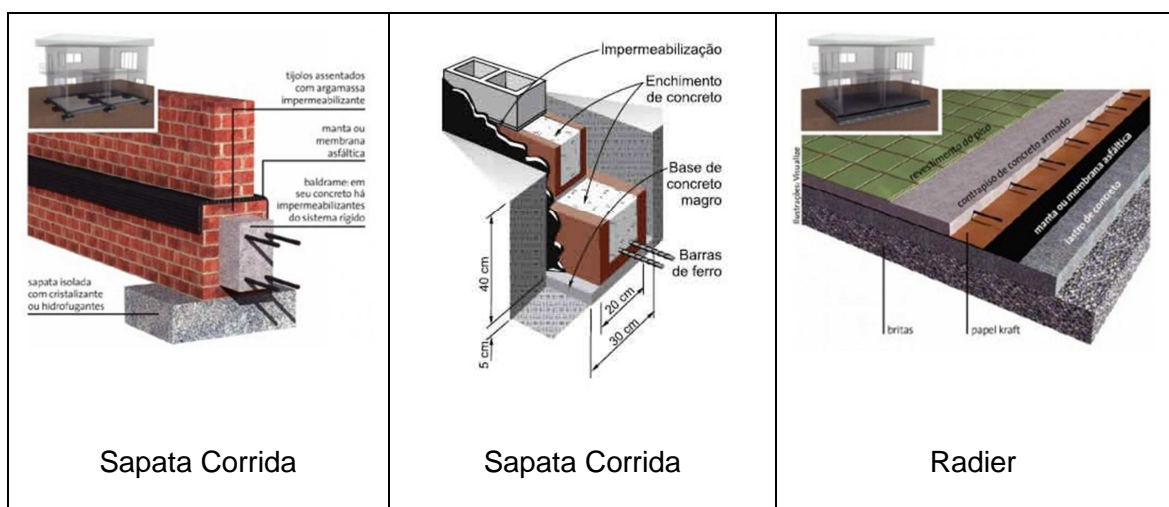 tijolos assentados
com argamassa
impermeabilizante
manta ou
membrana
asfáltica
baldrame: em
seu concreto há
impermeabilizantes
do sistema rígido
sapata isolada
com cristalizante
ou hidrofugantes
Sapata Corrida
Impermeabilização
Enchimento
de concreto
Base de
concreto
magro
Barras
de ferro
40 cm
5 cm
20 cm
30 cm
Sapata Corrida
Ilustrações: Visualize
revestimento do piso
contrapiso de concreto armado
manta ou membrana asfáltica
lastro de concreto
britas
papel kraft
Radier